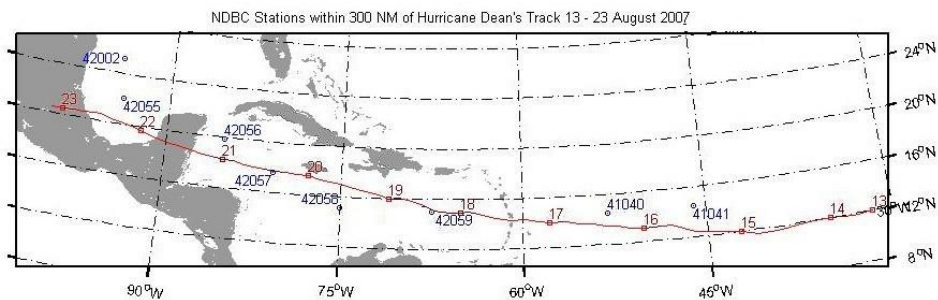 NDBC Stations within 300 NM of Hurricane Dean's Track 13 - 23 August 2007
42002
24°N
42055
23
20°N
22
42056
21
16°N
42057
20
42058
19
18
42059
17
41040
16
41041
15
14
13
12°N
30°W
8°N
90°W
75°W
60°W
45°W